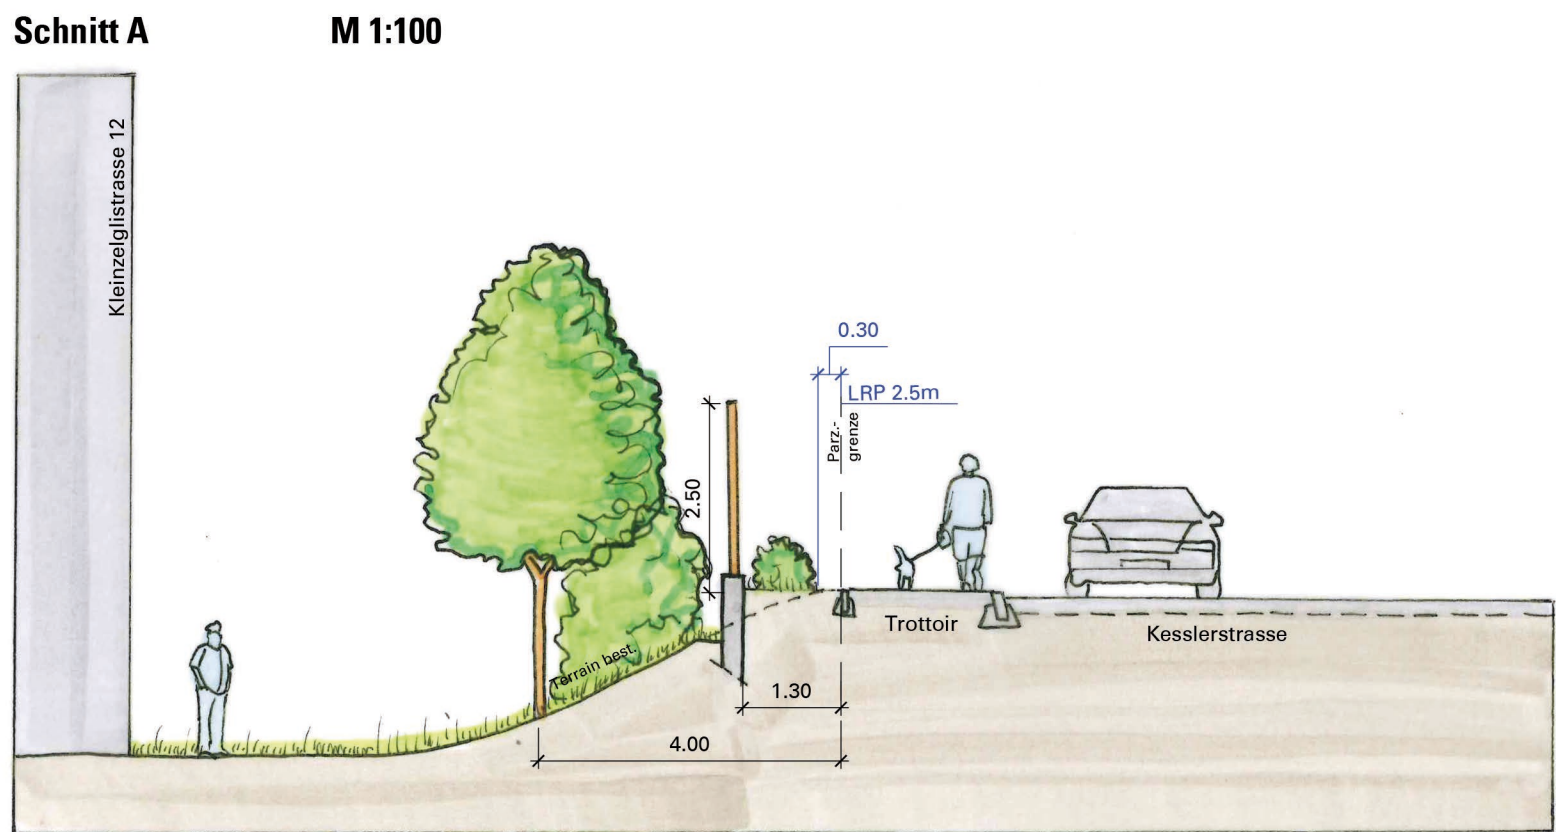 Schnitt A M 1:100
Kleinzelglistrasse 12
0.30
LRP 2.5m
Parz.-
grenze
2.50
Trottoir
Kesslerstrasse
Terrain best.
1.30
4.00